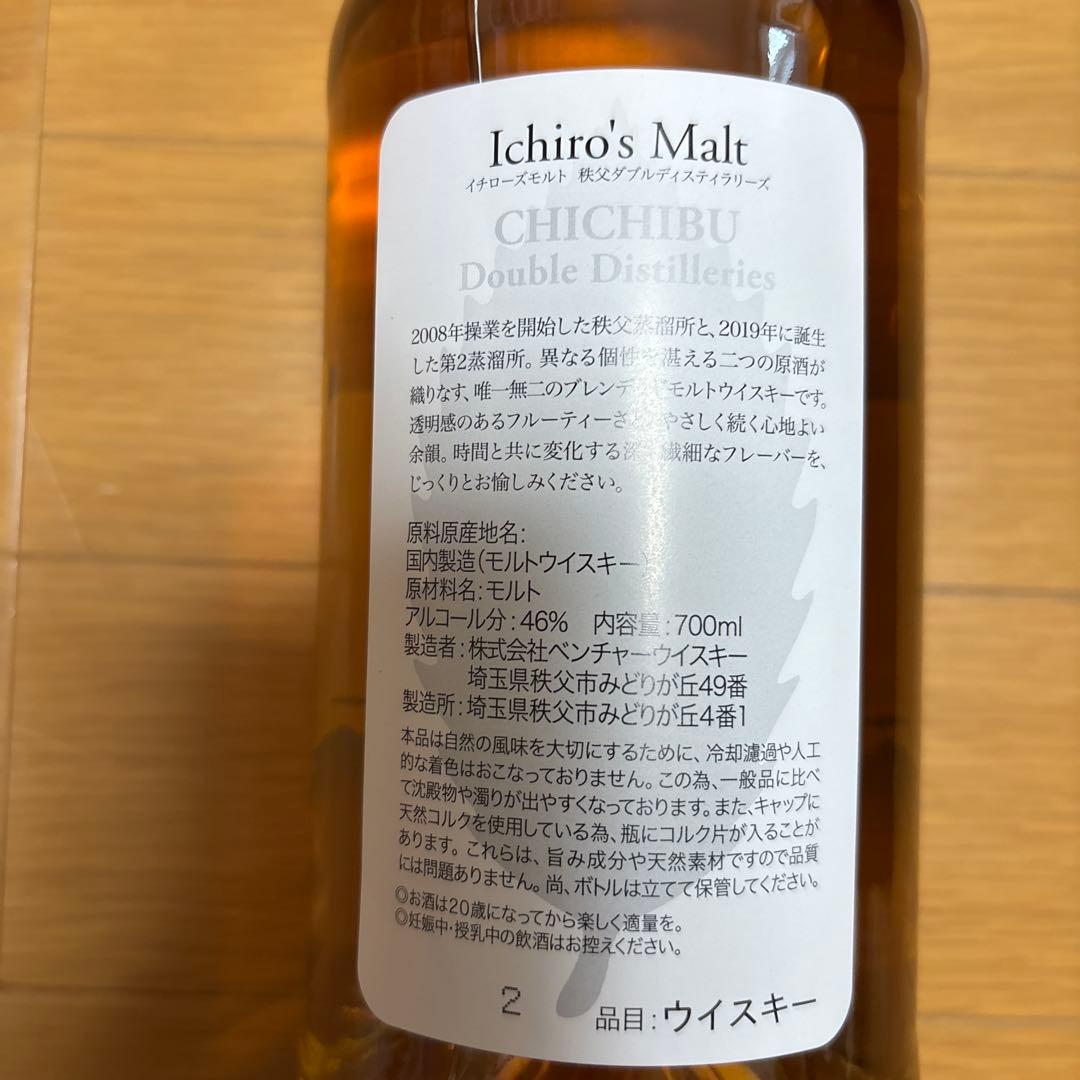 Ichiro's Malt
イチローズモルト 秩父ダブルディスティラリーズ
CHICHIBU
Double Distilleries
2008年操業を開始した秩父蒸溜所と、2019年に誕生
した第2蒸溜所。異なる個性を湛える二つの原酒が
織りなす、唯一無二のブレンデッドモルトウイスキーです。
透明感のあるフルーティーさと、やさしく続く心地よい
余韻。時間と共に変化する深く繊細なフレーバーを、
じっくりとお愉しみください。
原料原産地名:
国内製造(モルトウイスキー)
原材料名:モルト
アルコール分:46% 内容量:700ml
製造者:株式会社ベンチャーウイスキー
埼玉県秩父市みどりが丘49番
製造所:埼玉県秩父市みどりが丘4番1
本品は自然の風味を大切にするために、冷却濾過や人工
的な着色はおこなっておりません。この為、一般品に比べ
て沈殿物や濁りが出やすくなっております。また、キャップに
天然コルクを使用している為、瓶にコルク片が入ることが
あります。これらは、旨み成分や天然素材ですので品質
には問題ありません。尚、ボトルは立てて保管してください。
◎お酒は20歳になってから楽しく適量を。
◎妊娠中・授乳中の飲酒はお控えください。
2
品目:ウイスキー